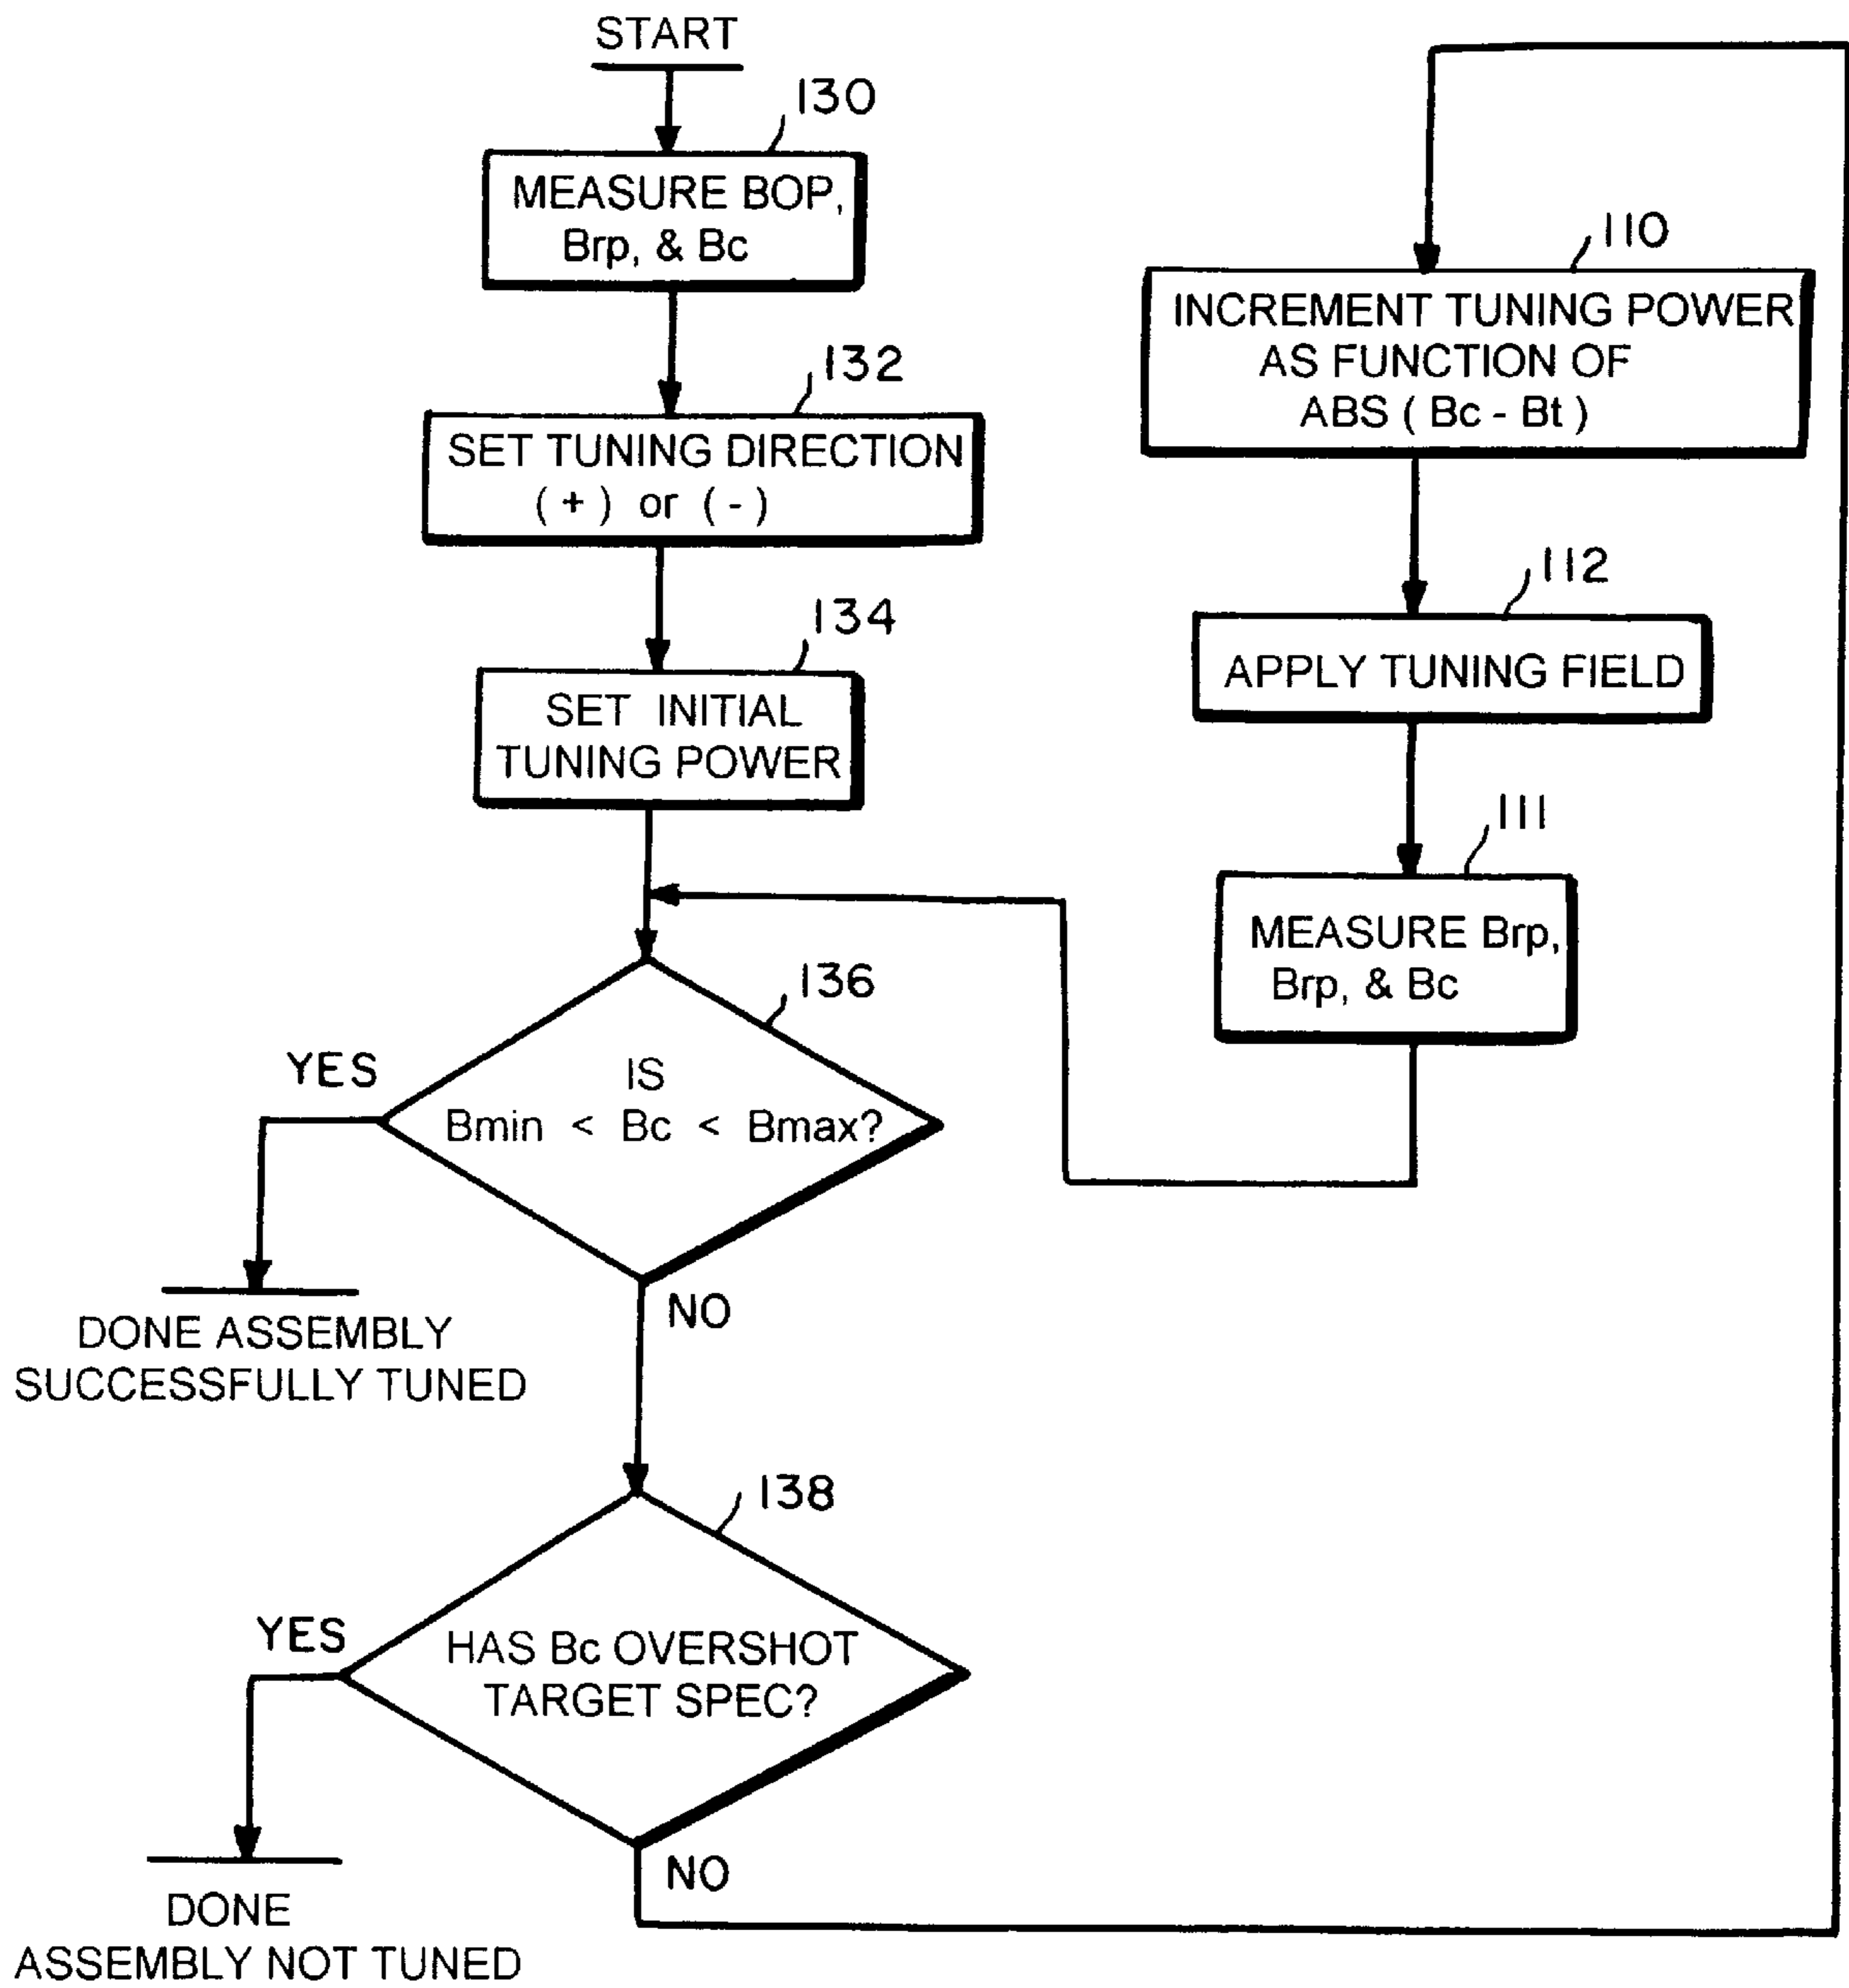 START
130
MEASURE BOP,
Brp, & Bc
132
SET TUNING DIRECTION
( + ) or ( - )
134
SET INITIAL
TUNING POWER
136
IS
Bmin < Bc < Bmax?
YES
DONE ASSEMBLY
SUCCESSFULLY TUNED
NO
138
HAS Bc OVERSHOT
TARGET SPEC?
YES
DONE
ASSEMBLY NOT TUNED
NO
110
INCREMENT TUNING POWER
AS FUNCTION OF
ABS ( Bc - Bt )
112
APPLY TUNING FIELD
111
MEASURE Brp,
Brp, & Bc